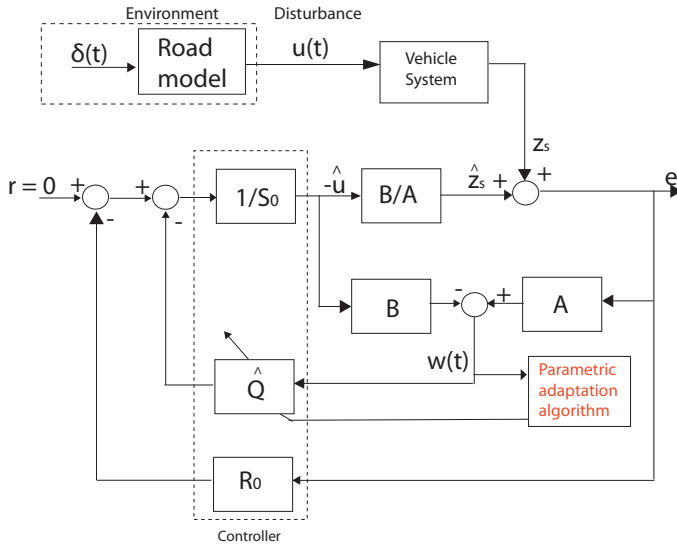 Environment
Disturbance
δ(t)
Road
model
u(t)
Vehicle
System
zs
r = 0
+
-
+
-
1/S0
-û
B/A
ẑs
+
+
e
B
-
+
A
w(t)
Q̂
Parametric
adaptation
algorithm
R0
Controller